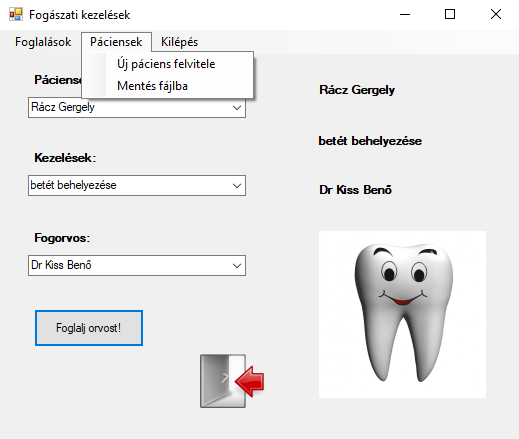 Fogászati kezelések
Foglalások Páciensek Kilépés
Új páciens felvitele
Mentés fájlba
Páciense
Rácz Gergely
Rácz Gergely
Kezelések:
betét behelyezése
betét behelyezése
Fogorvos:
Dr Kiss Benő
Dr Kiss Benő
Foglalj orvost!